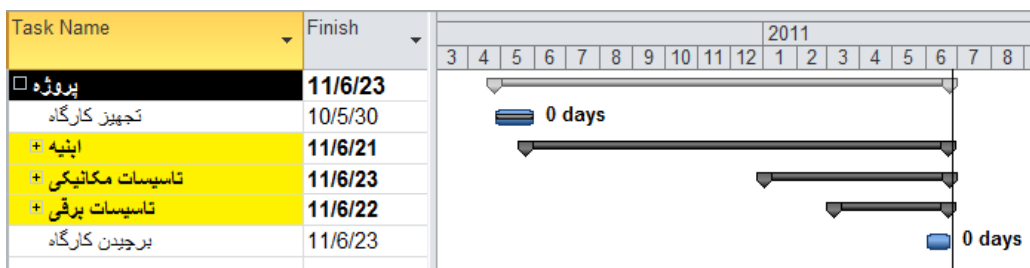 Task Name Finish
2011
3 4 5 6 7 8 9 10 11 12 1 2 3 4 5 6 7 8
پروژه 11/6/23
تجهیز کارگاه 10/5/30 0 days
ابنیه 11/6/21
تاسیسات مکانیکی 11/6/23
تاسیسات برقی 11/6/22
برچیدن کارگاه 11/6/23 0 days